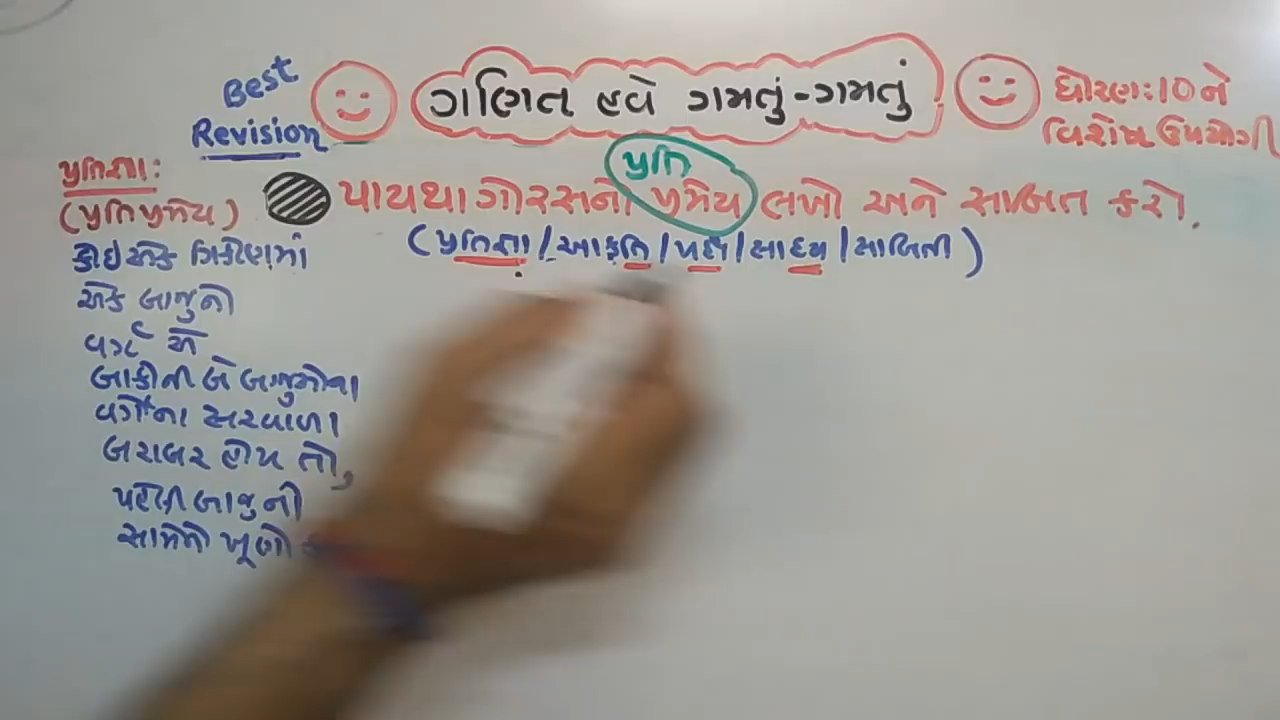 Best
Revision
ગણિત હવે ગમતું-ગમતું
ધોરણ:10 ને
વિશેષ ઉપયોગી
પ્રતિજ્ઞા:
(પ્રતિપ્રમેય)
પ્રતિ
પાયથાગોરસનો પ્રમેય લખો અને સાબિત કરો.
(પ્રતિજ્ઞા/આકૃતિ/પક્ષ/સાધ્ય/સાબિતી)
કોઇ એક ત્રિકોણમાં
એક બાજુનો
વર્ગ એ
બાકીની બે બાજુઓના
વર્ગોના સરવાળા
બરાબર હોય તો,
પહેલી બાજુની
સામેનો ખૂણો